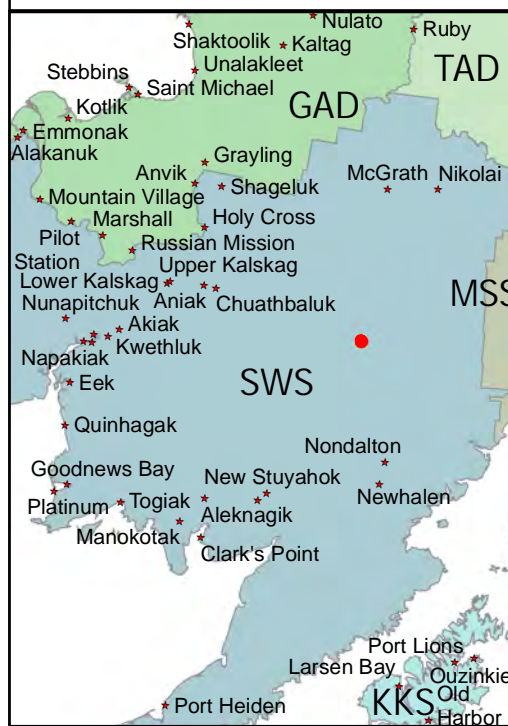 Nulato
Ruby
Shaktoolik
Kaltag
TAD
Unalakleet
Stebbins
Saint Michael
GAD
Kotlik
Emmonak
Alakanuk
Grayling
Anvik
Shageluk
McGrath
Nikolai
Mountain Village
Marshall
Holy Cross
Pilot
Station
Russian Mission
Upper Kalskag
Lower Kalskag
Aniak
Chuathbaluk
MSS
Nunapitchuk
Akiak
Kwethluk
Napakiak
Eek
SWS
Quinhagak
Nondalton
Goodnews Bay
New Stuyahok
Newhalen
Platinum
Togiak
Aleknagik
Manokotak
Clark's Point
Port Lions
Larsen Bay
Ouzinkie
KKS
Old
Harbor
Port Heiden